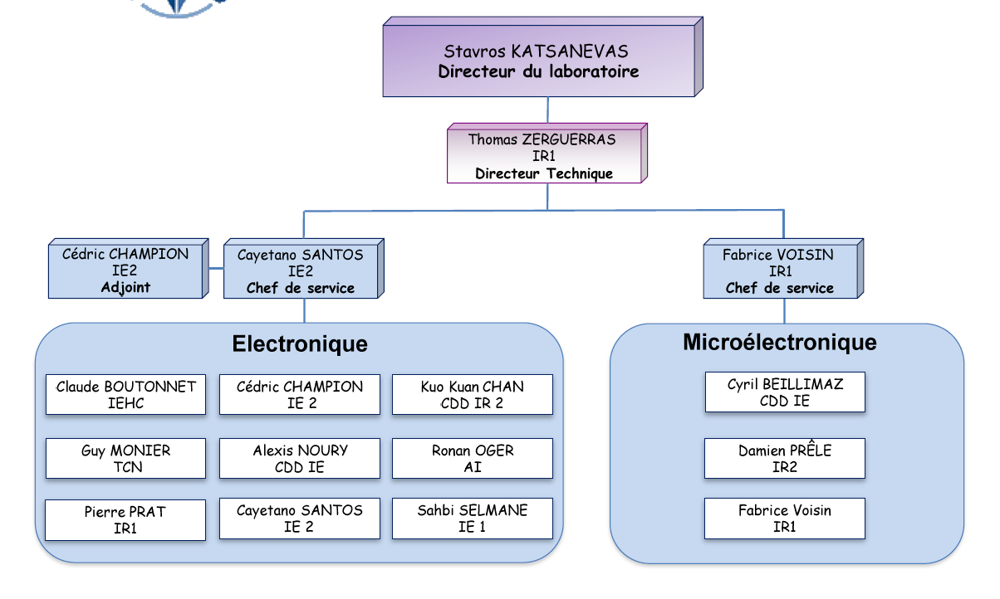 Stavros KATSANEVAS
Directeur du laboratoire
Thomas ZERGUERRAS
IR1
Directeur Technique
Cédric CHAMPION
IE2
Adjoint
Cayetano SANTOS
IE2
Chef de service
Fabrice VOISIN
IR1
Chef de service
Electronique
Claude BOUTONNET
IEHC
Cédric CHAMPION
IE 2
Kuo Kuan CHAN
CDD IR 2
Guy MONIER
TCN
Alexis NOURY
CDD IE
Ronan OGER
AI
Pierre PRAT
IR1
Cayetano SANTOS
IE 2
Sahbi SELMANE
IE 1
Microélectronique
Cyril BEILLIMAZ
CDD IE
Damien PRÊLE
IR2
Fabrice Voisin
IR1